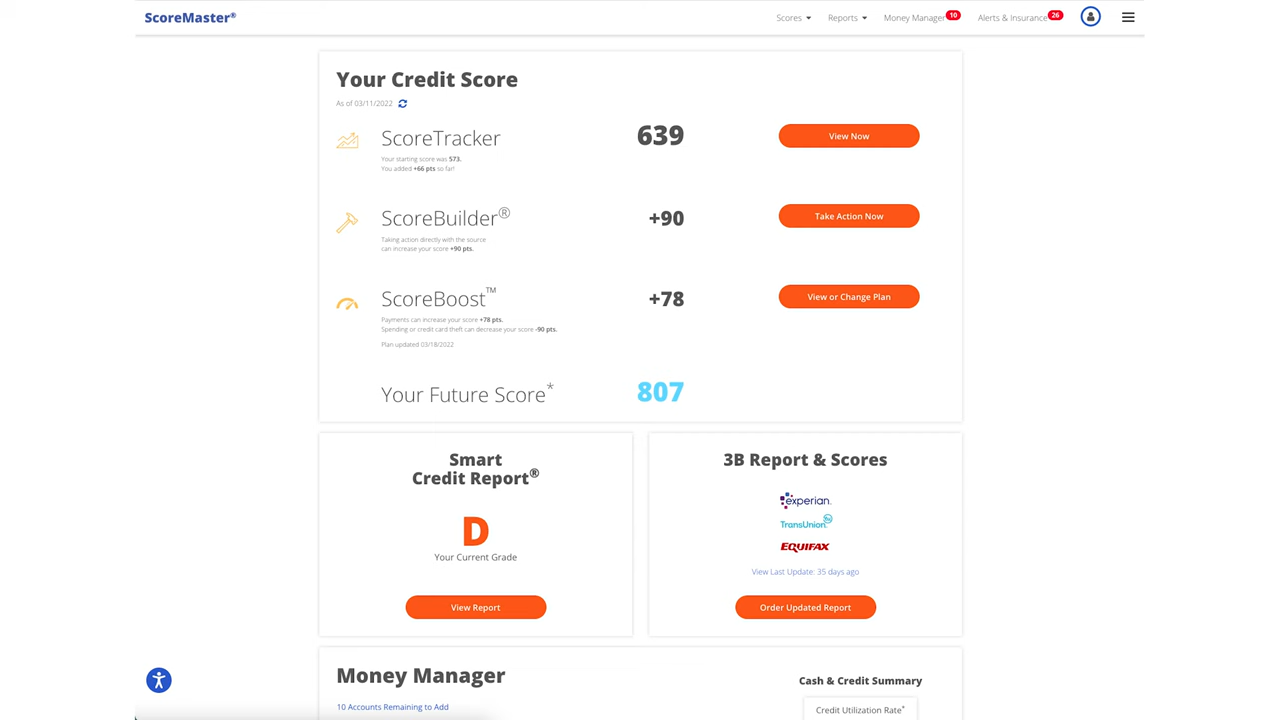 ScoreMaster®
Scores Reports Money Manager 10 Alerts & Insurance 26
Your Credit Score
As of 03/11/2022
ScoreTracker 639 View Now
Your starting score was 573.
You added +66 pts so far!
ScoreBuilder® +90 Take Action Now
Taking action directly with the source
can increase your score +90 pts.
ScoreBoost™ +78 View or Change Plan
Payments can increase your score +78 pts.
Spending or credit card theft can decrease your score -90 pts.
Plan updated 03/18/2022
Your Future Score* 807
Smart
Credit Report®
D
Your Current Grade
View Report
3B Report & Scores
experian.
TransUnion
EQUIFAX
View Last Update: 35 days ago
Order Updated Report
Money Manager
10 Accounts Remaining to Add
Cash & Credit Summary
Credit Utilization Rate*